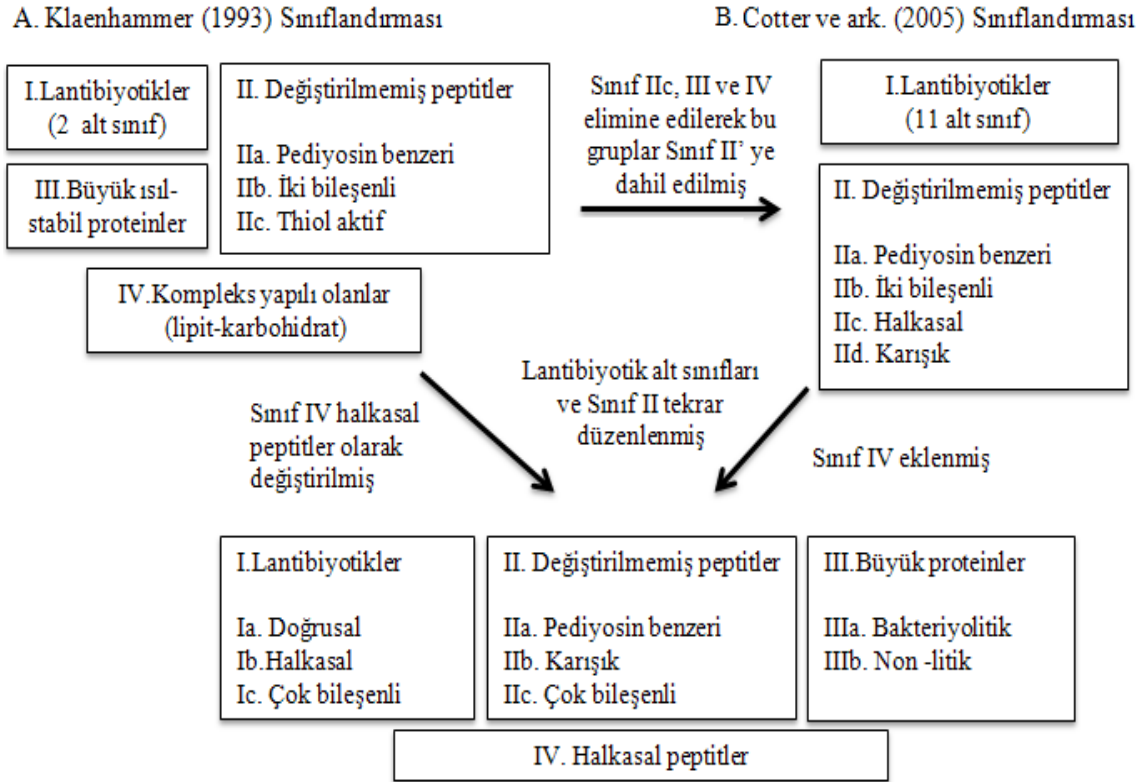 A. Klaenhammer (1993) Sınıflandırması
B. Cotter ve ark. (2005) Sınıflandırması
I.Lantibiyotikler
(2 alt sınıf)
II. Değiştirilmemiş peptitler
IIa. Pediyosin benzeri
IIb. İki bileşenli
IIc. Thiol aktif
III.Büyük ısıl-
stabil proteinler
IV.Kompleks yapılı olanlar
(lipit-karbohidrat)
Sınıf IIc, III ve IV
elimine edilerek bu
gruplar Sınıf II' ye
dahil edilmiş
I.Lantibiyotikler
(11 alt sınıf)
II. Değiştirilmemiş peptitler
IIa. Pediyosin benzeri
IIb. İki bileşenli
IIc. Halkasal
IId. Karışık
Sınıf IV halkasal
peptitler olarak
değiştirilmiş
Lantibiyotik alt sınıfları
ve Sınıf II tekrar
düzenlenmiş
Sınıf IV eklenmiş
I.Lantibiyotikler
Ia. Doğrusal
Ib.Halkasal
Ic. Çok bileşenli
II. Değiştirilmemiş peptitler
IIa. Pediyosin benzeri
IIb. Karışık
IIc. Çok bileşenli
III.Büyük proteinler
IIIa. Bakteriyolitik
IIIb. Non -litik
IV. Halkasal peptitler